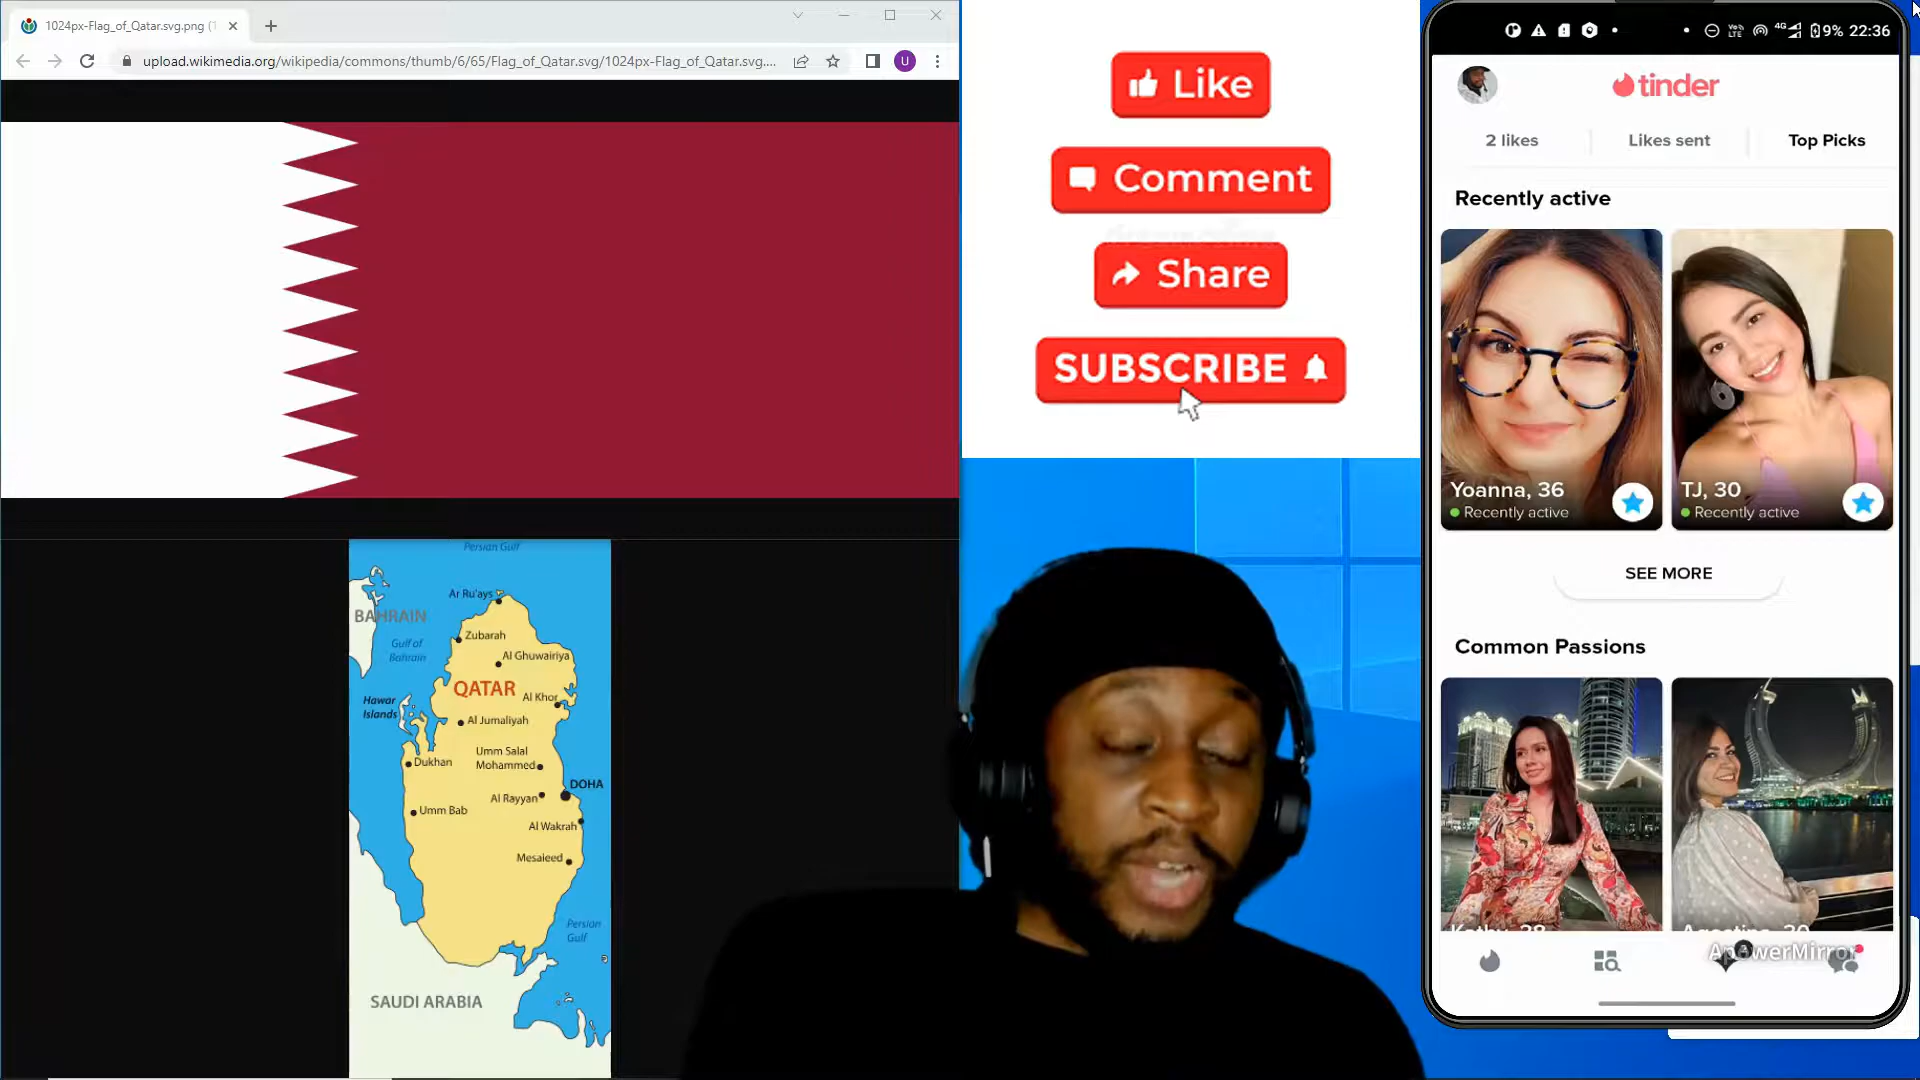 1024px-Flag_of_Qatar.svg.png (1
upload.wikimedia.org/wikipedia/commons/thumb/6/65/Flag_of_Qatar.svg/1024px-Flag_of_Qatar.svg....
U
Persian Gulf
Ar Ru'ays
BAHRAIN
Zubarah
Gulf of
Bahrain
Al Ghuwairiya
QATAR
Al Khor
Hawar
Islands
Al Jumaliyah
Umm Salal
Mohammed
Dukhan
DOHA
Al Rayyan
Umm Bab
Al Wakrah
Mesaieed
Persian
Gulf
SAUDI ARABIA
Like
Comment
Share
SUBSCRIBE
VoLTE 4G 9% 22:36
tinder
2 likes
Likes sent
Top Picks
Recently active
Yoanna, 36
Recently active
TJ, 30
Recently active
SEE MORE
Common Passions
ApowerMirror